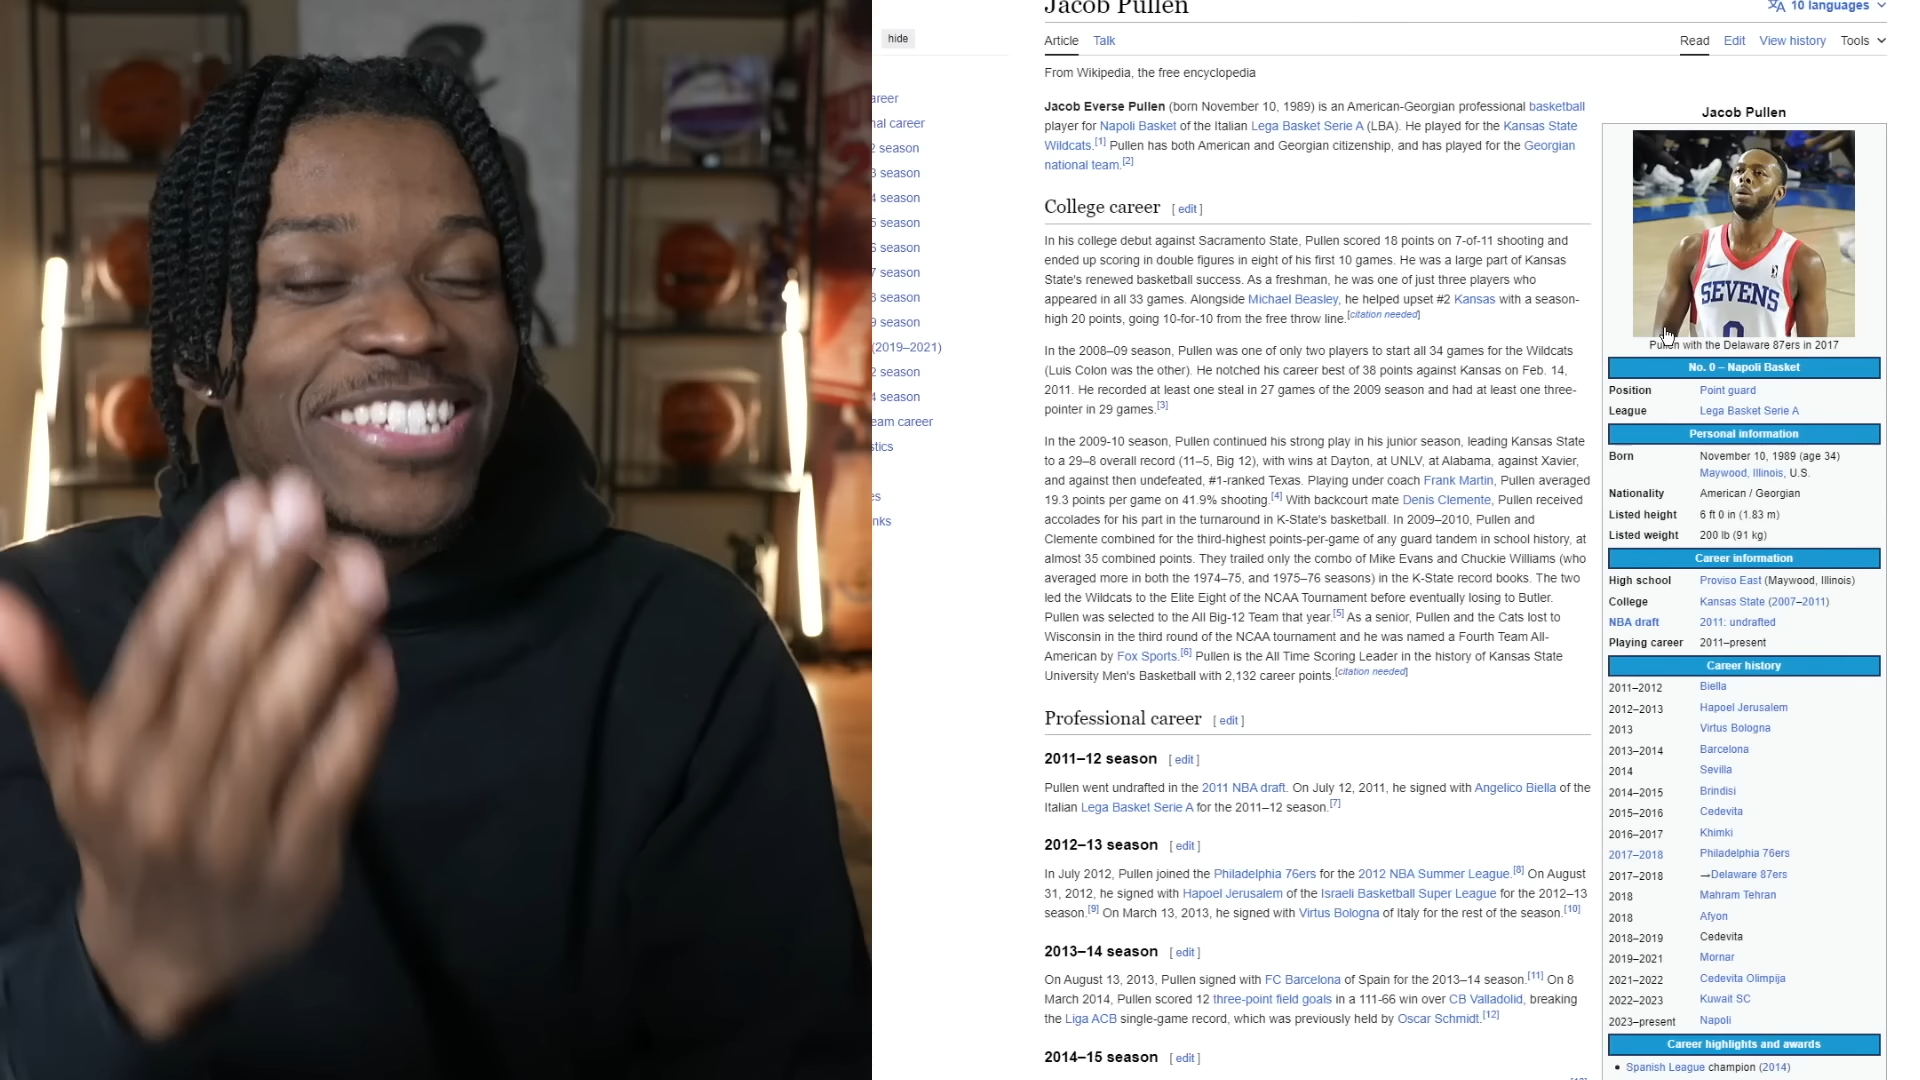 Jacob Pullen
10 languages
hide
Article Talk
Read Edit View history Tools
From Wikipedia, the free encyclopedia
areer
nal career
2 season
3 season
4 season
5 season
6 season
7 season
8 season
9 season
(2019–2021)
2 season
4 season
eam career
stics
es
nks
Jacob Everse Pullen (born November 10, 1989) is an American-Georgian professional basketball
player for Napoli Basket of the Italian Lega Basket Serie A (LBA). He played for the Kansas State
Wildcats.[1] Pullen has both American and Georgian citizenship, and has played for the Georgian
national team.[2]
College career [ edit ]
In his college debut against Sacramento State, Pullen scored 18 points on 7-of-11 shooting and
ended up scoring in double figures in eight of his first 10 games. He was a large part of Kansas
State's renewed basketball success. As a freshman, he was one of just three players who
appeared in all 33 games. Alongside Michael Beasley, he helped upset #2 Kansas with a season-
high 20 points, going 10-for-10 from the free throw line.[citation needed]
In the 2008–09 season, Pullen was one of only two players to start all 34 games for the Wildcats
(Luis Colon was the other). He notched his career best of 38 points against Kansas on Feb. 14,
2011. He recorded at least one steal in 27 games of the 2009 season and had at least one three-
pointer in 29 games.[3]
In the 2009-10 season, Pullen continued his strong play in his junior season, leading Kansas State
to a 29–8 overall record (11–5, Big 12), with wins at Dayton, at UNLV, at Alabama, against Xavier,
and against then undefeated, #1-ranked Texas. Playing under coach Frank Martin, Pullen averaged
19.3 points per game on 41.9% shooting.[4] With backcourt mate Denis Clemente, Pullen received
accolades for his part in the turnaround in K-State's basketball. In 2009–2010, Pullen and
Clemente combined for the third-highest points-per-game of any guard tandem in school history, at
almost 35 combined points. They trailed only the combo of Mike Evans and Chuckie Williams (who
averaged more in both the 1974–75, and 1975–76 seasons) in the K-State record books. The two
led the Wildcats to the Elite Eight of the NCAA Tournament before eventually losing to Butler.
Pullen was selected to the All Big-12 Team that year.[5] As a senior, Pullen and the Cats lost to
Wisconsin in the third round of the NCAA tournament and he was named a Fourth Team All-
American by Fox Sports.[6] Pullen is the All Time Scoring Leader in the history of Kansas State
University Men's Basketball with 2,132 career points.[citation needed]
Professional career [ edit ]
2011–12 season [ edit ]
Pullen went undrafted in the 2011 NBA draft. On July 12, 2011, he signed with Angelico Biella of the
Italian Lega Basket Serie A for the 2011–12 season.[7]
2012–13 season [ edit ]
In July 2012, Pullen joined the Philadelphia 76ers for the 2012 NBA Summer League.[8] On August
31, 2012, he signed with Hapoel Jerusalem of the Israeli Basketball Super League for the 2012–13
season.[9] On March 13, 2013, he signed with Virtus Bologna of Italy for the rest of the season.[10]
2013–14 season [ edit ]
On August 13, 2013, Pullen signed with FC Barcelona of Spain for the 2013–14 season.[11] On 8
March 2014, Pullen scored 12 three-point field goals in a 111-66 win over CB Valladolid, breaking
the Liga ACB single-game record, which was previously held by Oscar Schmidt.[12]
2014–15 season [ edit ]
Jacob Pullen
SEVENS
0
Pullen with the Delaware 87ers in 2017
No. 0 – Napoli Basket
Position Point guard
League Lega Basket Serie A
Personal information
Born November 10, 1989 (age 34)
Maywood, Illinois, U.S.
Nationality American / Georgian
Listed height 6 ft 0 in (1.83 m)
Listed weight 200 lb (91 kg)
Career information
High school Proviso East (Maywood, Illinois)
College Kansas State (2007–2011)
NBA draft 2011: undrafted
Playing career 2011–present
Career history
2011–2012 Biella
2012–2013 Hapoel Jerusalem
2013 Virtus Bologna
2013–2014 Barcelona
2014 Sevilla
2014–2015 Brindisi
2015–2016 Cedevita
2016–2017 Khimki
2017–2018 Philadelphia 76ers
2017–2018 →Delaware 87ers
2018 Mahram Tehran
2018 Afyon
2018–2019 Cedevita
2019–2021 Mornar
2021–2022 Cedevita Olimpija
2022–2023 Kuwait SC
2023–present Napoli
Career highlights and awards
• Spanish League champion (2014)